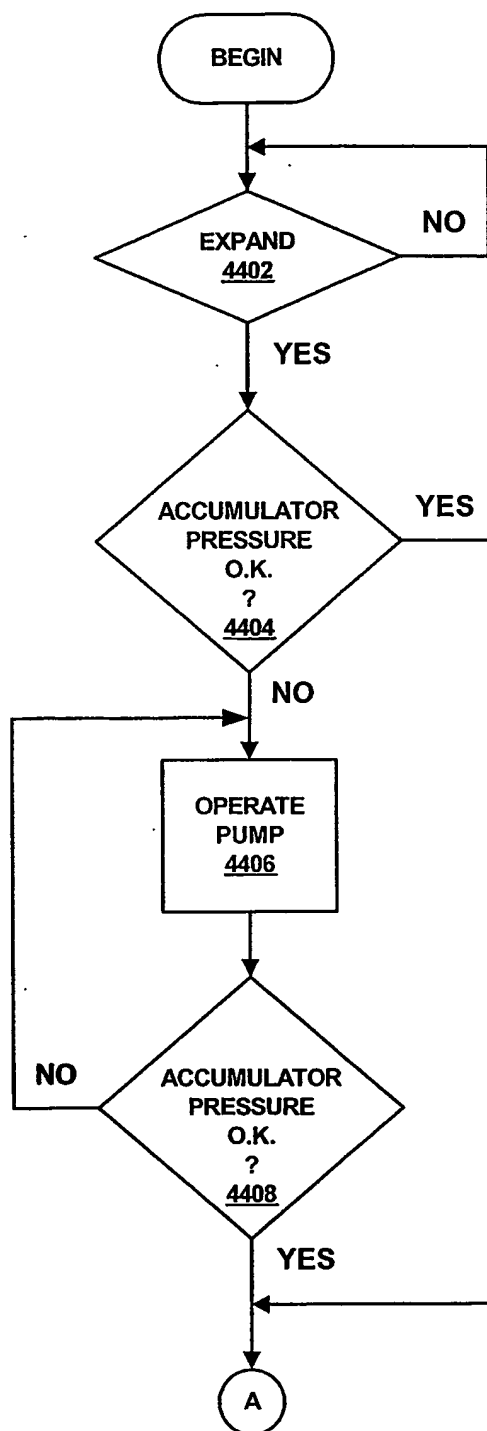 BEGIN
NO
EXPAND
4402
YES
ACCUMULATOR
PRESSURE
O.K.
?
4404
YES
NO
OPERATE
PUMP
4406
NO
ACCUMULATOR
PRESSURE
O.K.
?
4408
YES
A